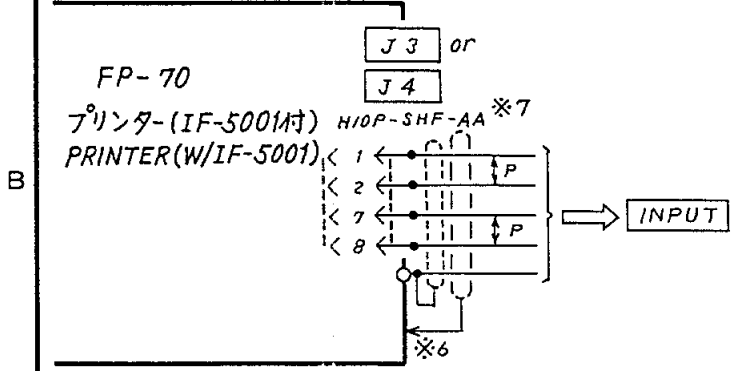 J 3 or
J 4
FP-70
プリンター(IF-5001付) H10P-SHF-AA ※7
PRINTER(W/IF-5001)
B
1
P
2
7
P
8
INPUT
※6